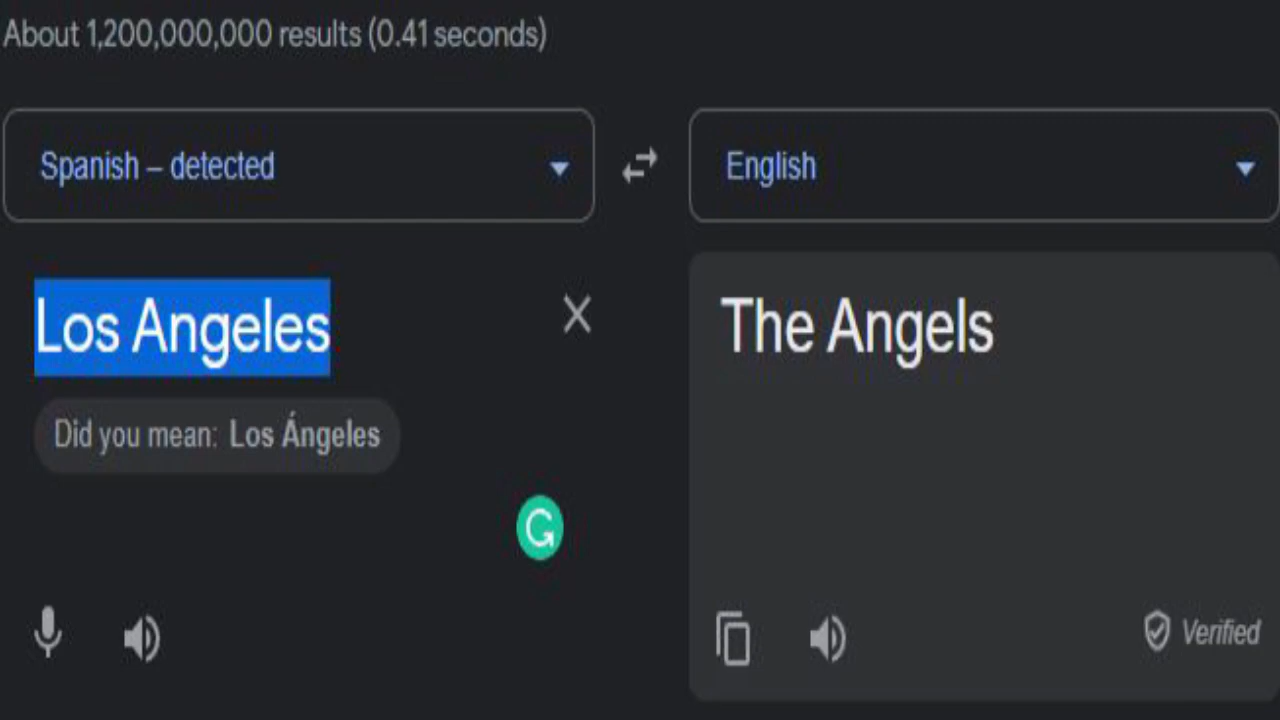 About 1,200,000,000 results (0.41 seconds)
Spanish – detected
English
Los Angeles
The Angels
Did you mean: Los Ángeles
Verified